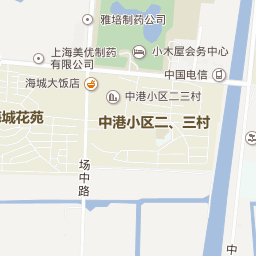 雅培制药公司
上海美优制药
有限公司
小木屋会务中心
中国电信
海城大饭店
中港小区二三村
海城花苑
中港小区二、三村
场中路
中